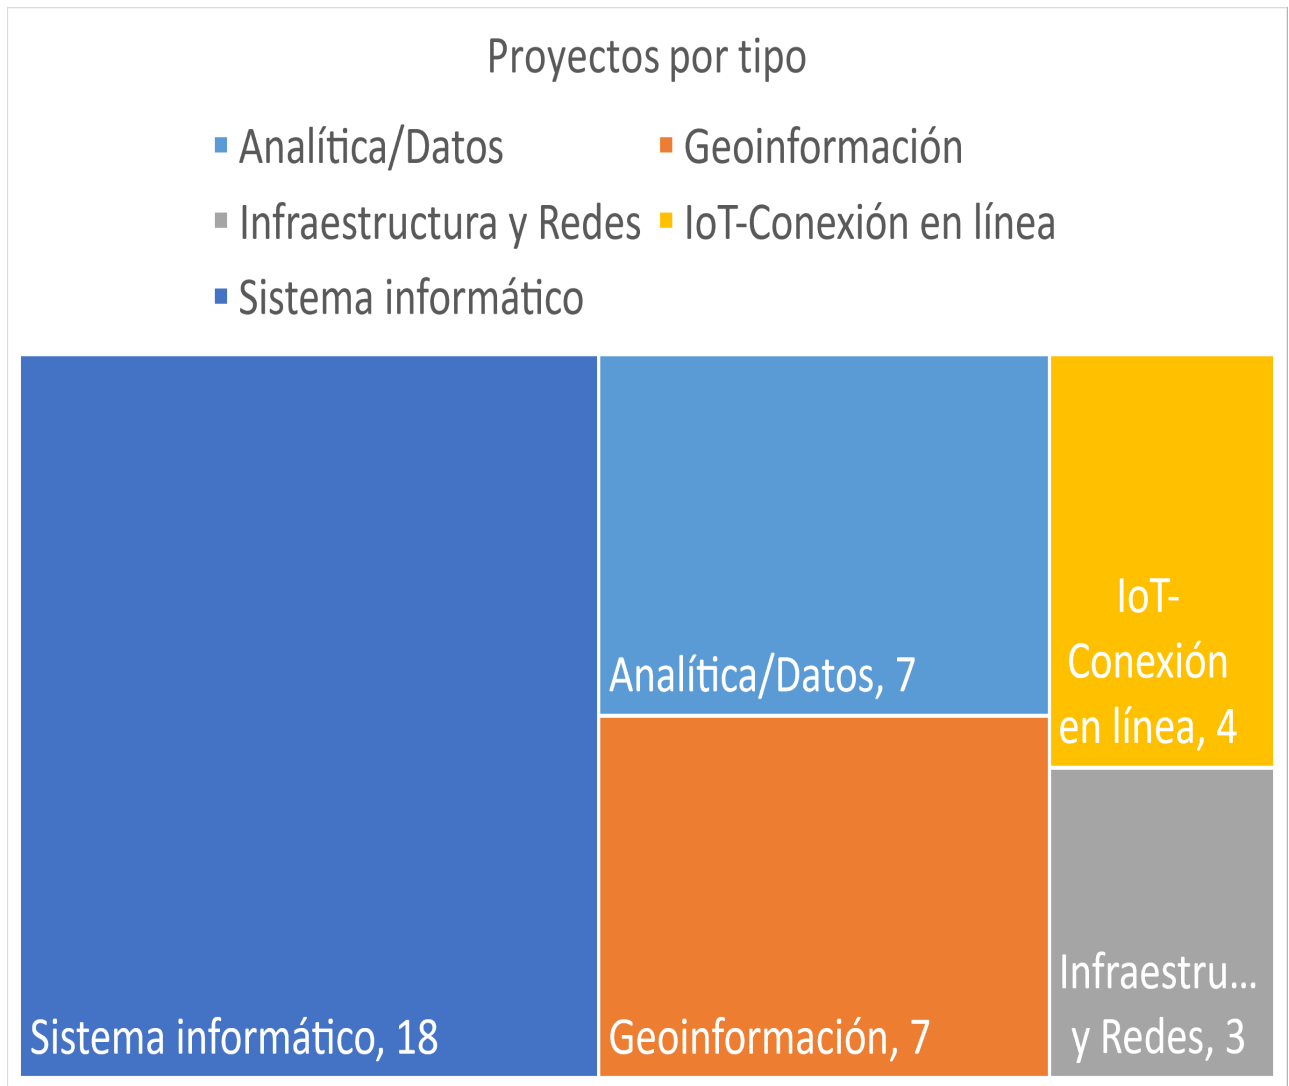 Proyectos por tipo
Analítica/Datos
Geoinformación
Infraestructura y Redes
IoT-Conexión en línea
Sistema informático
Sistema informático, 18
Analítica/Datos, 7
Geoinformación, 7
IoT-
Conexión
en línea, 4
Infraestru...
y Redes, 3